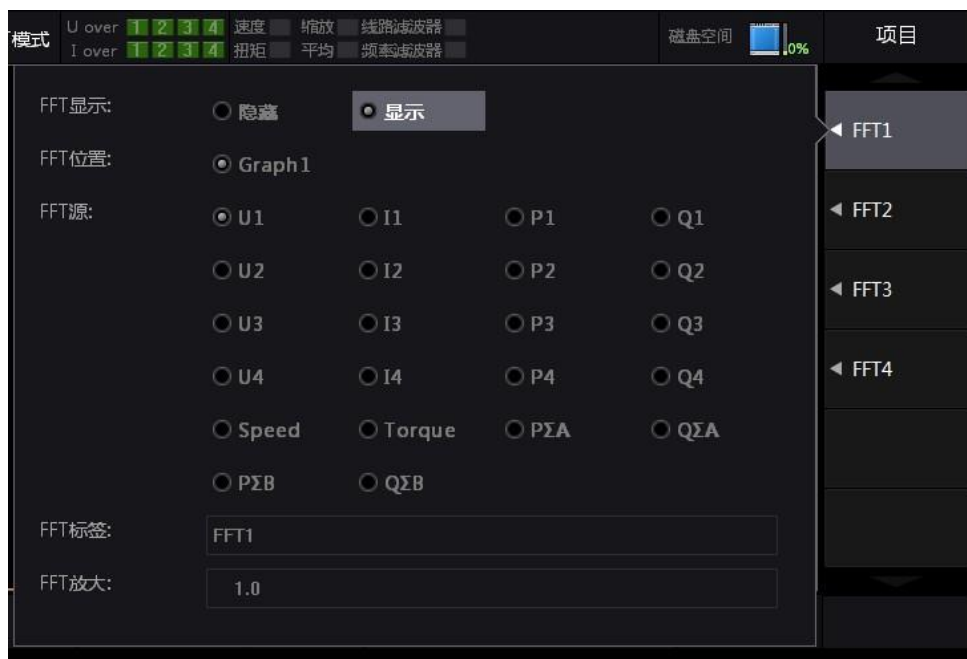 模式 U over 1 2 3 4 速度 缩放 线路滤波器 磁盘空间 0% 项目
I over 1 2 3 4 扭矩 平均 频率滤波器
FFT显示: 隐藏 显示
FFT1
FFT位置: Graph1
FFT源: U1 I1 P1 Q1
FFT2
U2 I2 P2 Q2
FFT3
U3 I3 P3 Q3
U4 I4 P4 Q4
FFT4
Speed Torque PΣA QΣA
PΣB QΣB
FFT标签: FFT1
FFT放大: 1.0